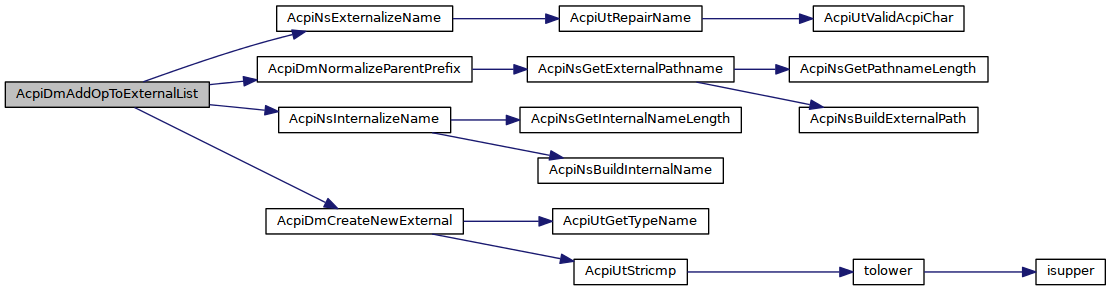 AcpiNsExternalizeName
AcpiUtRepairName
AcpiUtValidAcpiChar
AcpiDmNormalizeParentPrefix
AcpiNsGetExternalPathname
AcpiNsGetPathnameLength
AcpiDmAddOpToExternalList
AcpiNsInternalizeName
AcpiNsGetInternalNameLength
AcpiNsBuildExternalPath
AcpiNsBuildInternalName
AcpiDmCreateNewExternal
AcpiUtGetTypeName
AcpiUtStricmp
tolower
isupper